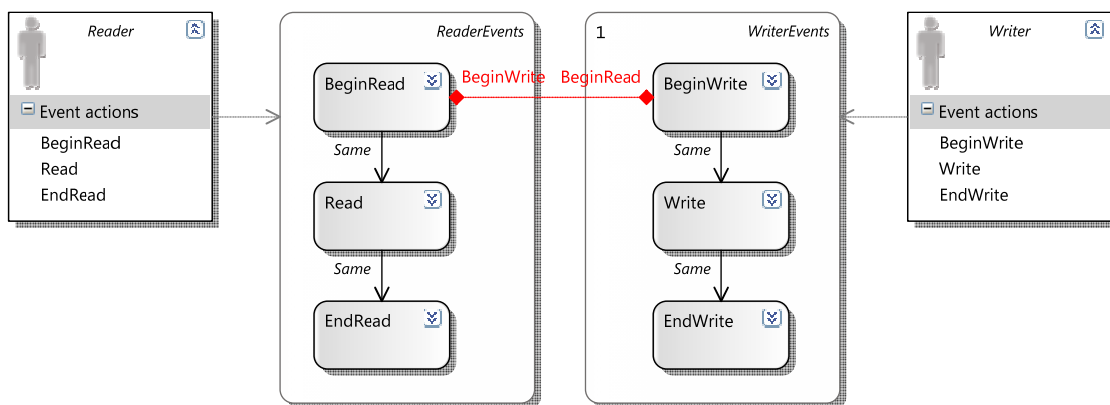 Reader
Event actions
BeginRead
Read
EndRead
ReaderEvents
BeginRead
Same
Read
Same
EndRead
BeginWrite BeginRead
1 WriterEvents
BeginWrite
Same
Write
Same
EndWrite
Writer
Event actions
BeginWrite
Write
EndWrite